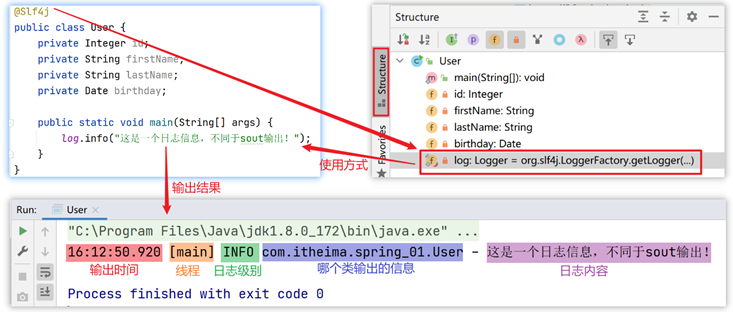 @Slf4j
public class User {
private Integer id;
private String firstName;
private String lastName;
private Date birthday;
public static void main(String[] args) {
log.info("这是一个日志信息，不同于sout输出！");
}
}
Structure
Structure
Favorites
User
main(String[]): void
id: Integer
firstName: String
lastName: String
birthday: Date
log: Logger = org.slf4j.LoggerFactory.getLogger(...)
使用方式
输出结果
Run: User ×
"C:\Program Files\Java\jdk1.8.0_172\bin\java.exe" ...
16:12:50.920 [main] INFO com.itheima.spring_01.User - 这是一个日志信息，不同于sout输出！
输出时间 线程 日志级别 哪个类输出的信息 日志内容
Process finished with exit code 0